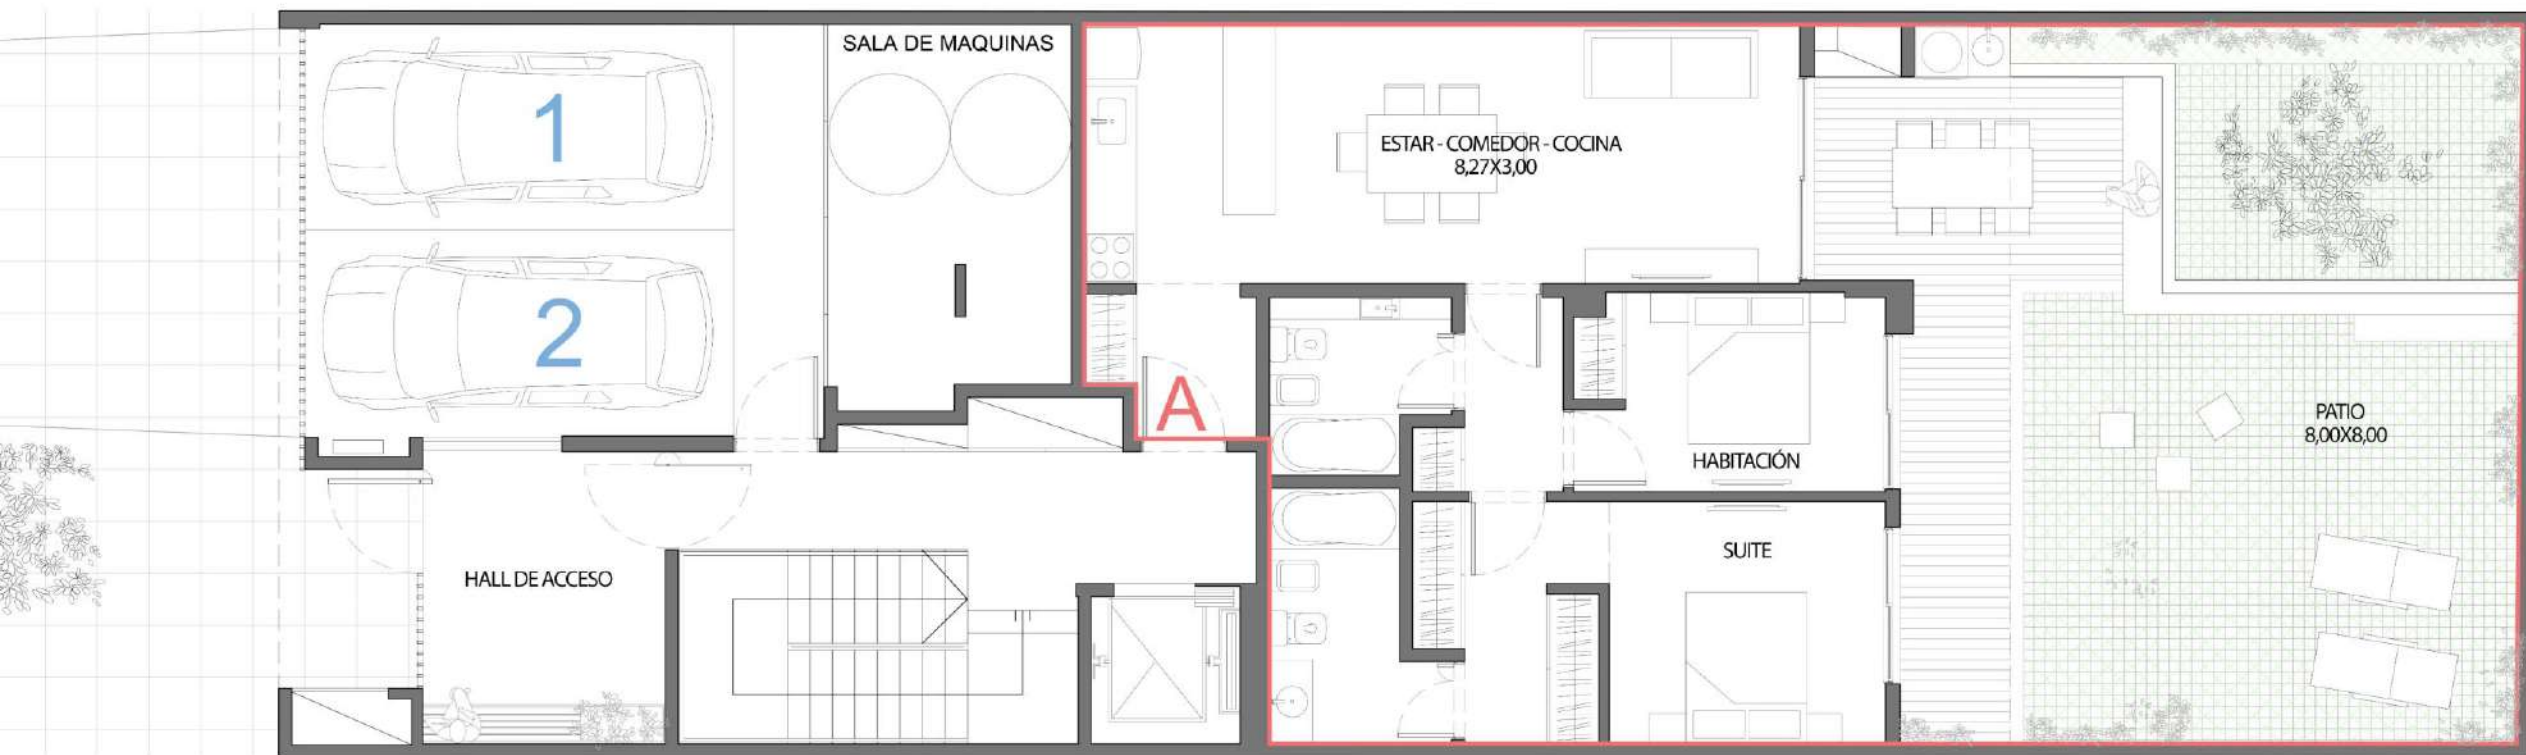 SALA DE MAQUINAS
1
ESTAR - COMEDOR - COCINA
8,27X3,00
2
A
PATIO
8,00X8,00
HABITACIÓN
SUITE
HALL DE ACCESO